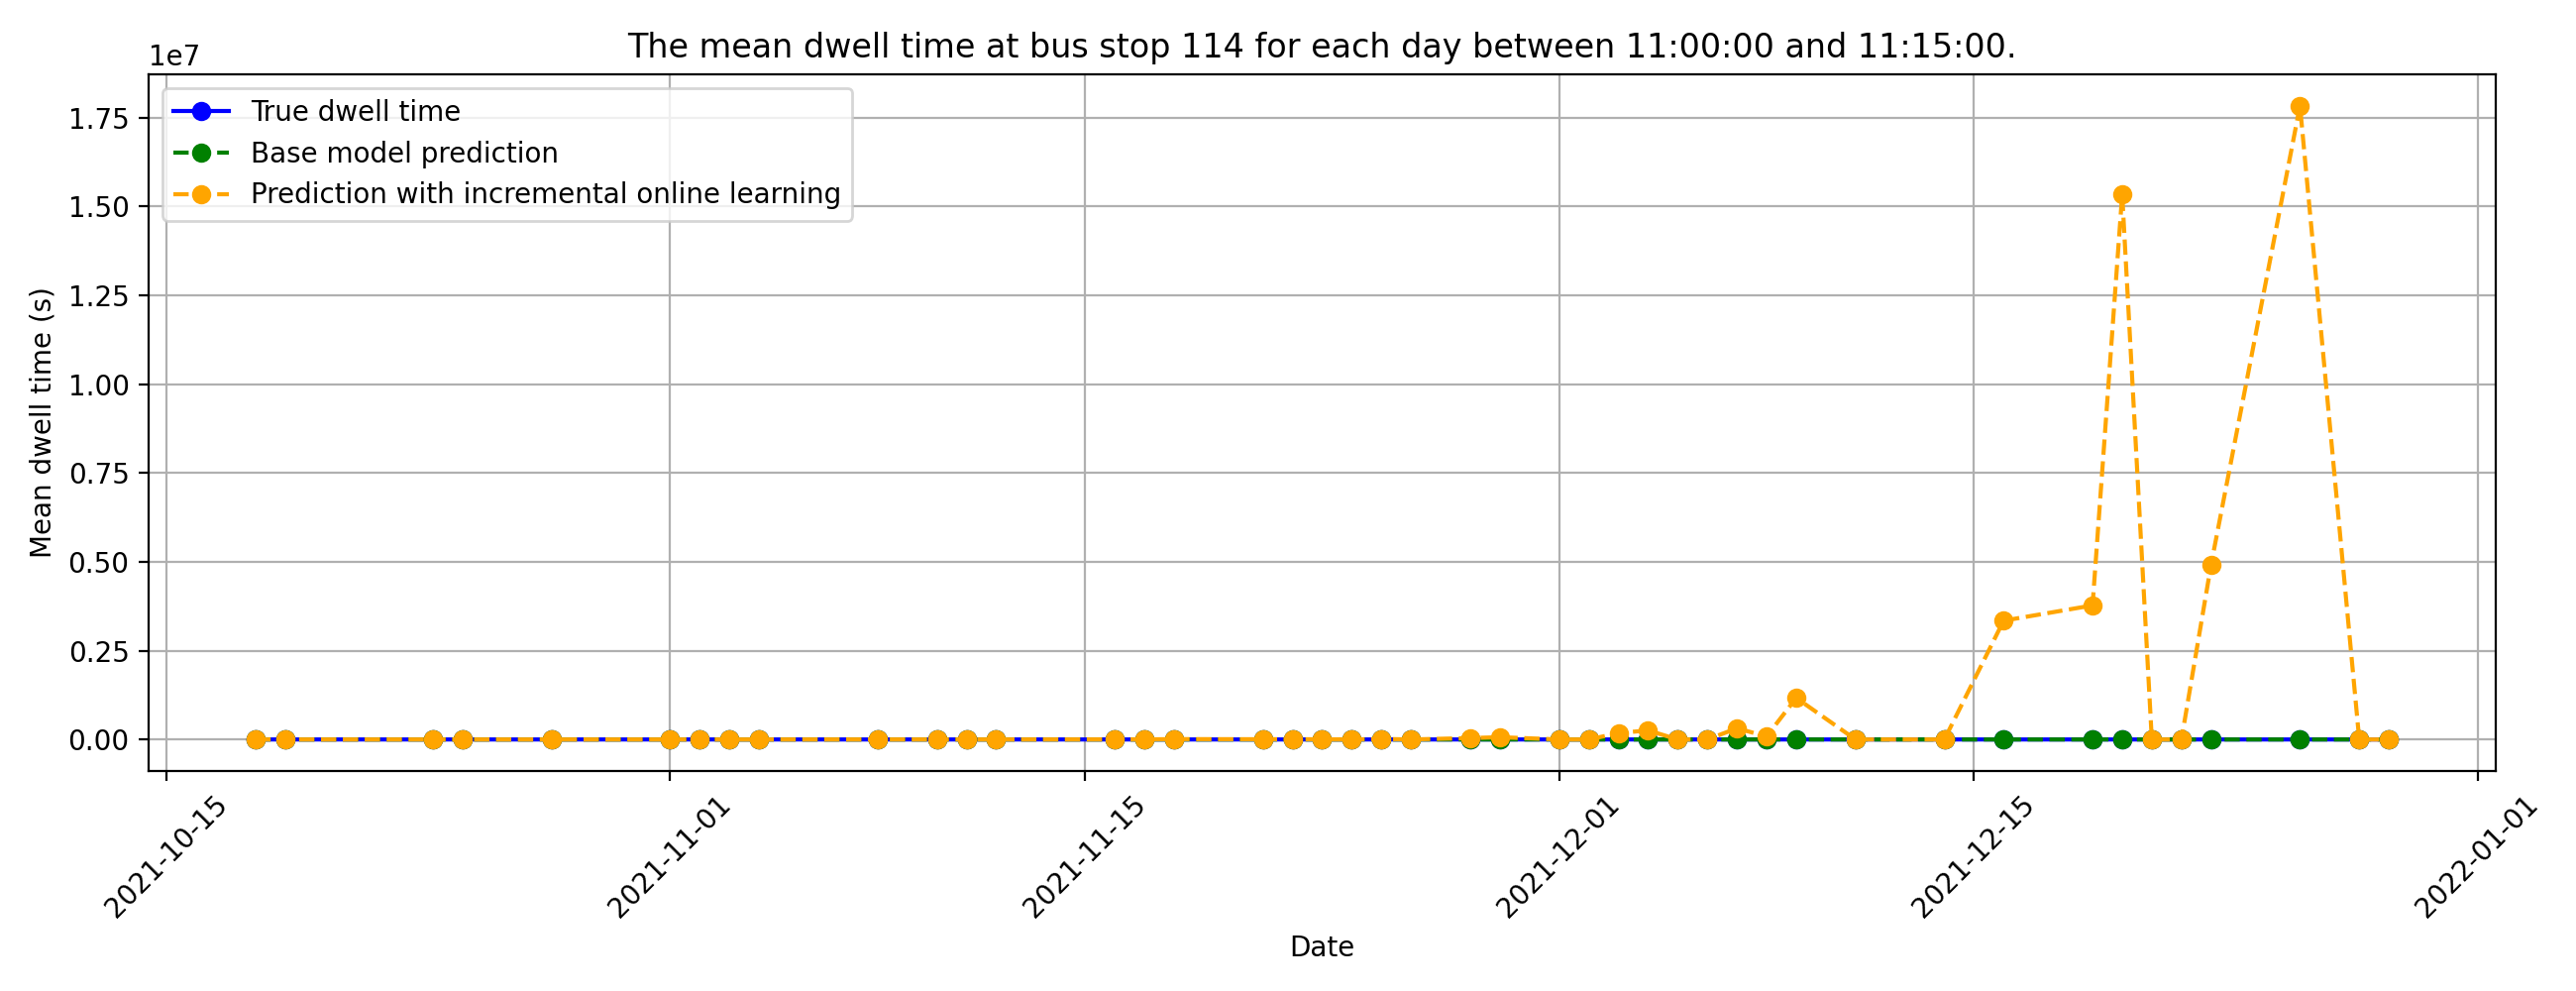 The mean dwell time at bus stop 114 for each day between 11:00:00 and 11:15:00.
1e7
True dwell time
Base model prediction
Prediction with incremental online learning
1.75
1.50
1.25
1.00
0.75
0.50
0.25
0.00
Mean dwell time (s)
2021-10-15
2021-11-01
2021-11-15
2021-12-01
2021-12-15
2022-01-01
Date